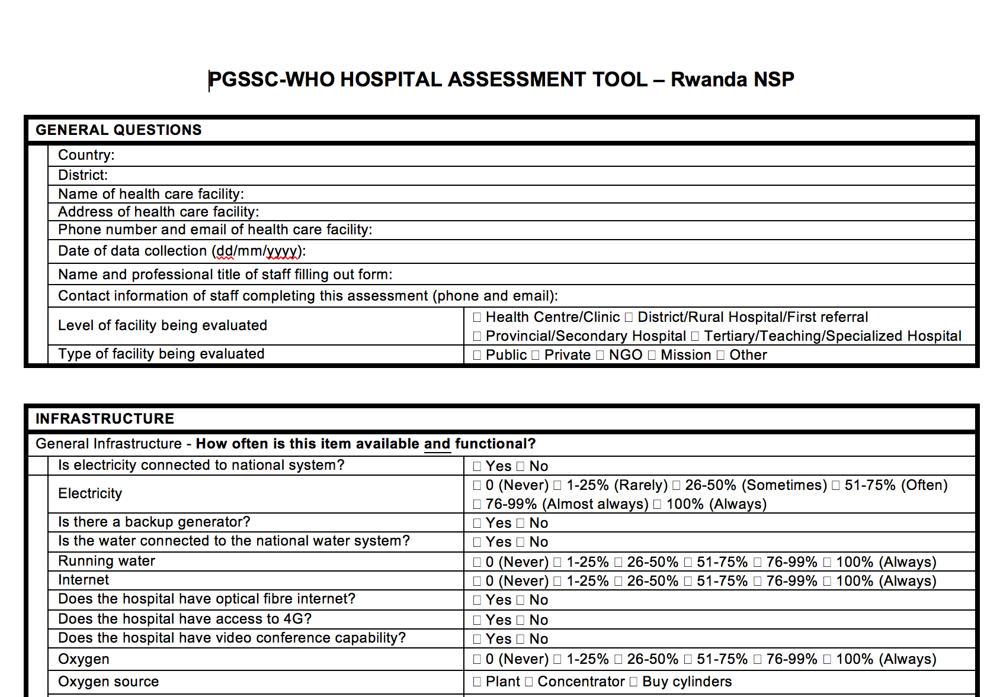 PGSSC-WHO HOSPITAL ASSESSMENT TOOL – Rwanda NSP
GENERAL QUESTIONS
Country:
District:
Name of health care facility:
Address of health care facility:
Phone number and email of health care facility:
Date of data collection (dd/mm/yyyy):
Name and professional title of staff filling out form:
Contact information of staff completing this assessment (phone and email):
Level of facility being evaluated
☐ Health Centre/Clinic ☐ District/Rural Hospital/First referral
☐ Provincial/Secondary Hospital ☐ Tertiary/Teaching/Specialized Hospital
Type of facility being evaluated
☐ Public ☐ Private ☐ NGO ☐ Mission ☐ Other
INFRASTRUCTURE
General Infrastructure - How often is this item available and functional?
Is electricity connected to national system?
☐ Yes ☐ No
Electricity
☐ 0 (Never) ☐ 1-25% (Rarely) ☐ 26-50% (Sometimes) ☐ 51-75% (Often)
☐ 76-99% (Almost always) ☐ 100% (Always)
Is there a backup generator?
☐ Yes ☐ No
Is the water connected to the national water system?
☐ Yes ☐ No
Running water
☐ 0 (Never) ☐ 1-25% ☐ 26-50% ☐ 51-75% ☐ 76-99% ☐ 100% (Always)
Internet
☐ 0 (Never) ☐ 1-25% ☐ 26-50% ☐ 51-75% ☐ 76-99% ☐ 100% (Always)
Does the hospital have optical fibre internet?
☐ Yes ☐ No
Does the hospital have access to 4G?
☐ Yes ☐ No
Does the hospital have video conference capability?
☐ Yes ☐ No
Oxygen
☐ 0 (Never) ☐ 1-25% ☐ 26-50% ☐ 51-75% ☐ 76-99% ☐ 100% (Always)
Oxygen source
☐ Plant ☐ Concentrator ☐ Buy cylinders